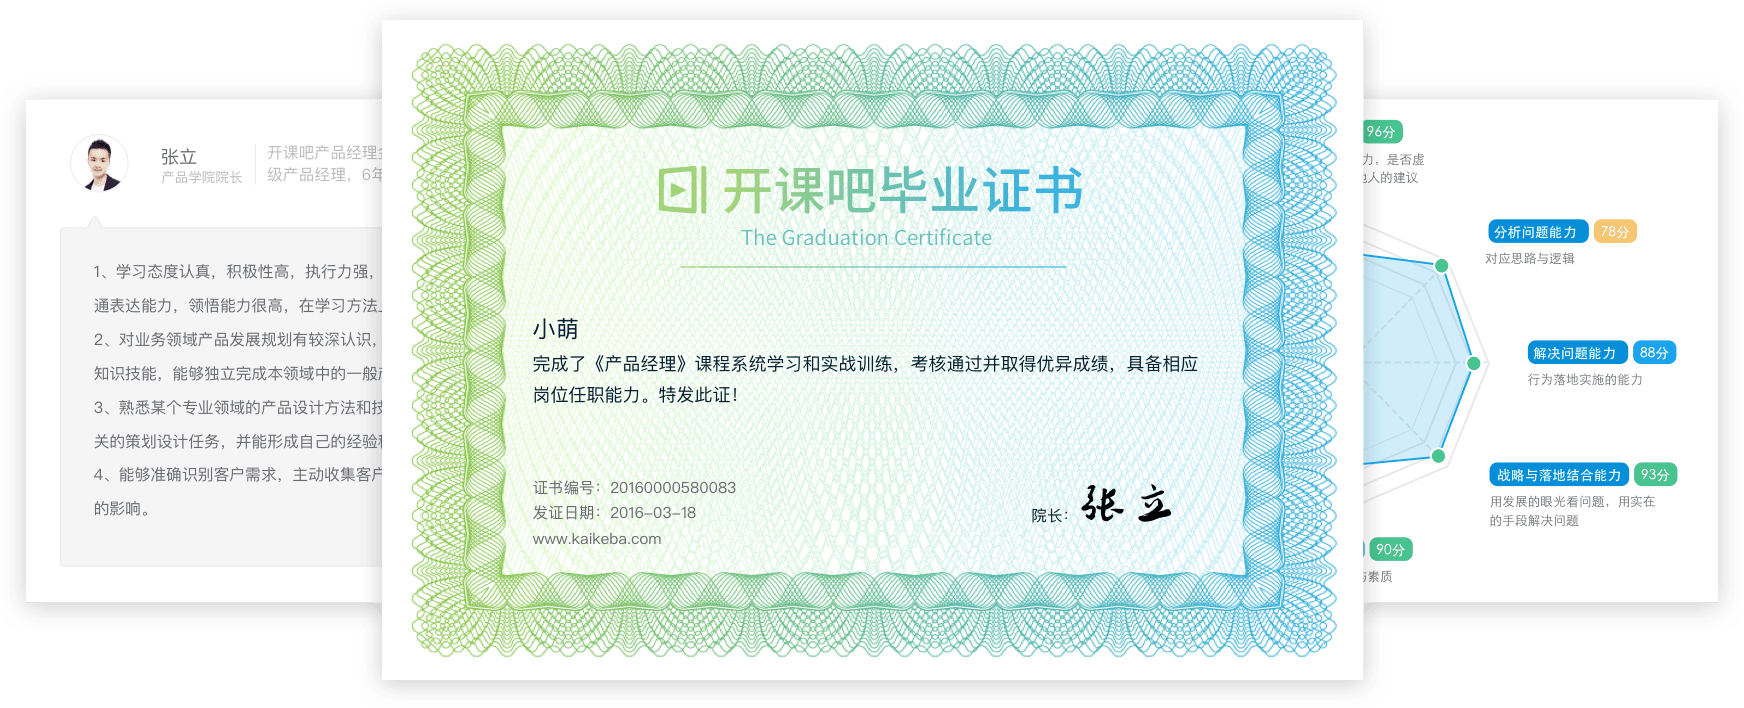 张立
产品学院院长
开课吧产品经理
级产品经理，6年
1、学习态度认真，积极性高，执行力强，
通表达能力，领悟能力很高，在学习方法
2、对业务领域产品发展规划有较深认识，
知识技能，能够独立完成本领域中的一般
3、熟悉某个专业领域的产品设计方法和
关的策划设计任务，并能形成自己的经验
4、能够准确识别客户需求，主动收集客户
的影响。
开课吧毕业证书
The Graduation Certificate
小萌
完成了《产品经理》课程系统学习和实战训练，考核通过并取得优异成绩，具备相应
岗位任职能力。特发此证！
证书编号：20160000580083
发证日期：2016-03-18
www.kaikeba.com
院长：张立
96分
力，是否虚
人的建议
分析问题能力 78分
对应思路与逻辑
解决问题能力 88分
行为落地实施的能力
战略与落地结合能力 93分
用发展的眼光看问题，用实在
的手段解决问题
90分
素质